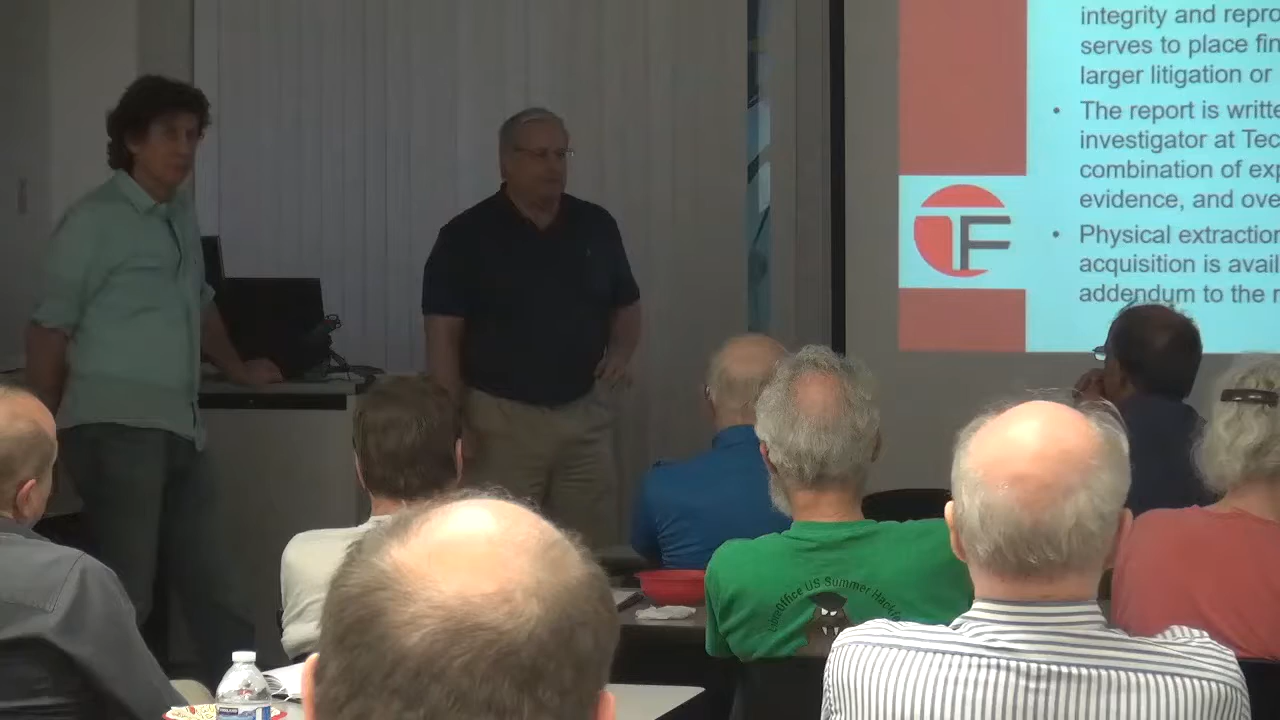 integrity and repro
serves to place fin
larger litigation or
• The report is writte
investigator at Tec
combination of exp
evidence, and ove
• Physical extraction
acquisition is avail
addendum to the r
TF
LibreOffice US Summer Hackf